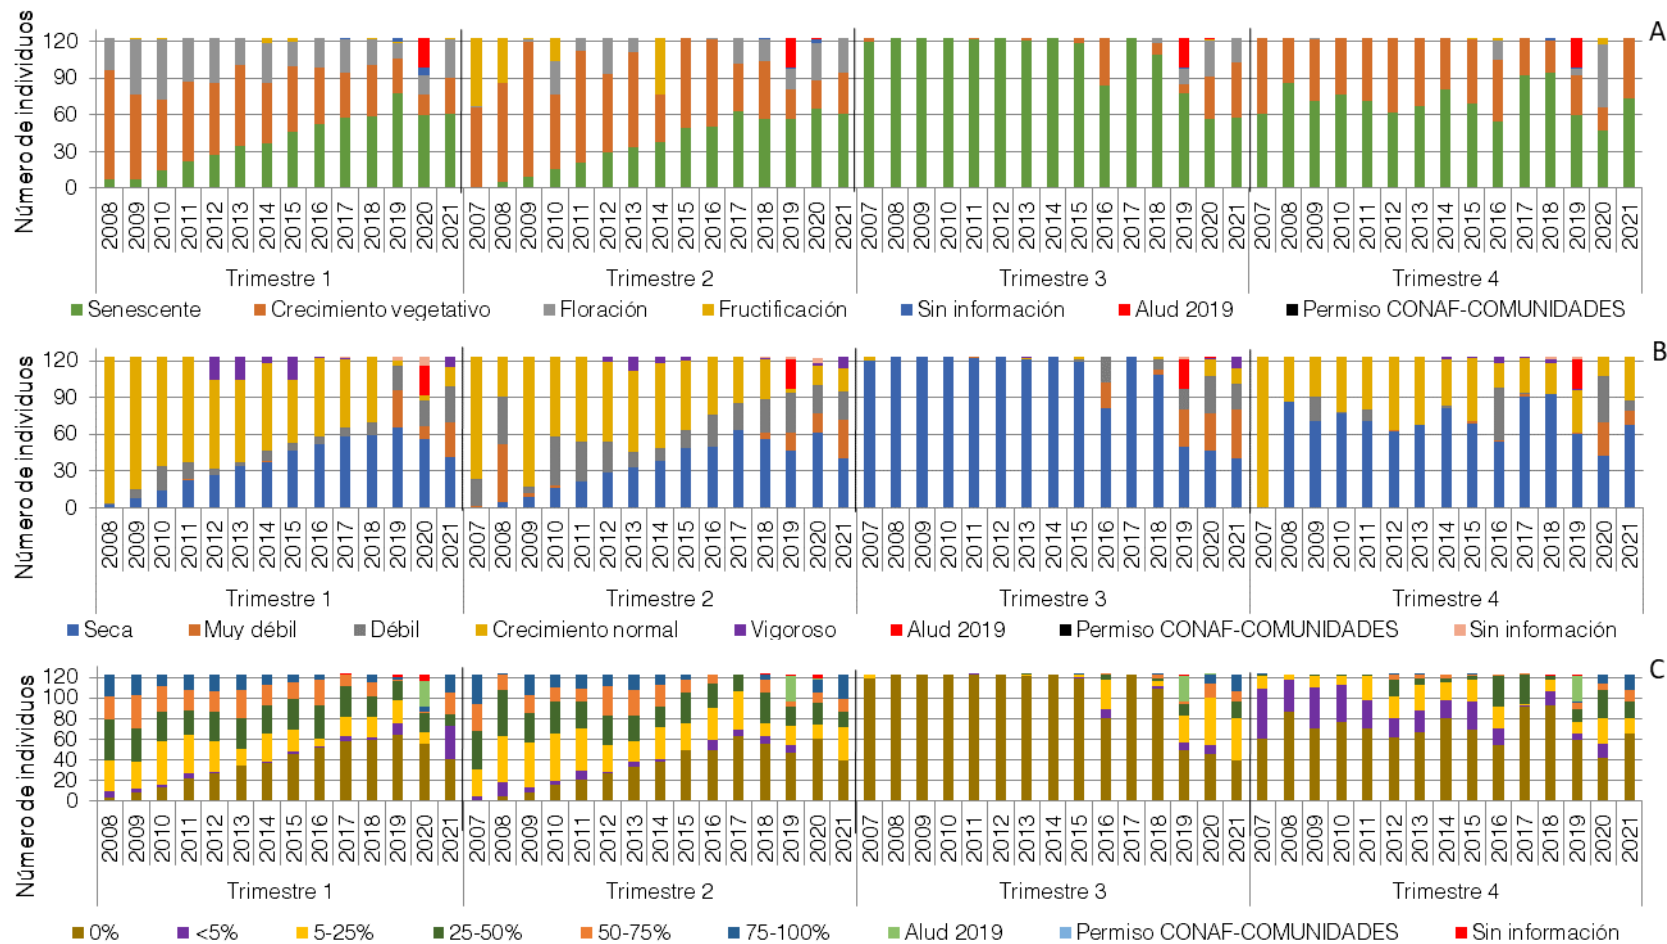 A
Número de individuos
120
90
60
30
0
2008 2009 2010 2011 2012 2013 2014 2015 2016 2017 2018 2019 2020 2021 2007 2008 2009 2010 2011 2012 2013 2014 2015 2016 2017 2018 2019 2020 2021 2007 2008 2009 2010 2011 2012 2013 2014 2015 2016 2017 2018 2019 2020 2021 2007 2008 2009 2010 2011 2012 2013 2014 2015 2016 2017 2018 2019 2020 2021
Trimestre 1 Trimestre 2 Trimestre 3 Trimestre 4
Senescente Crecimiento vegetativo Floración Fructificación Sin información Alud 2019 Permiso CONAF-COMUNIDADES
B
Número de individuos
120
90
60
30
0
2008 2009 2010 2011 2012 2013 2014 2015 2016 2017 2018 2019 2020 2021 2007 2008 2009 2010 2011 2012 2013 2014 2015 2016 2017 2018 2019 2020 2021 2007 2008 2009 2010 2011 2012 2013 2014 2015 2016 2017 2018 2019 2020 2021 2007 2008 2009 2010 2011 2012 2013 2014 2015 2016 2017 2018 2019 2020 2021
Trimestre 1 Trimestre 2 Trimestre 3 Trimestre 4
Seca Muy débil Débil Crecimiento normal Vigoroso Alud 2019 Permiso CONAF-COMUNIDADES Sin información
C
Número de individuos
120
100
80
60
40
20
0
2008 2009 2010 2011 2012 2013 2014 2015 2016 2017 2018 2019 2020 2021 2007 2008 2009 2010 2011 2012 2013 2014 2015 2016 2017 2018 2019 2020 2021 2007 2008 2009 2010 2011 2012 2013 2014 2015 2016 2017 2018 2019 2020 2021 2007 2008 2009 2010 2011 2012 2013 2014 2015 2016 2017 2018 2019 2020 2021
Trimestre 1 Trimestre 2 Trimestre 3 Trimestre 4
0% <5% 5-25% 25-50% 50-75% 75-100% Alud 2019 Permiso CONAF-COMUNIDADES Sin información